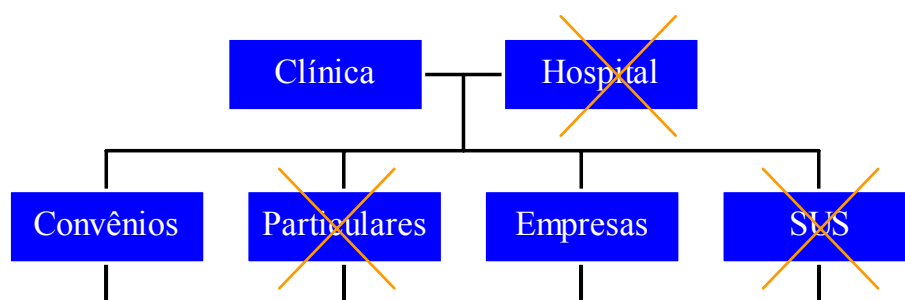 Clínica
Hospital
Convênios
Particulares
Empresas
SUS